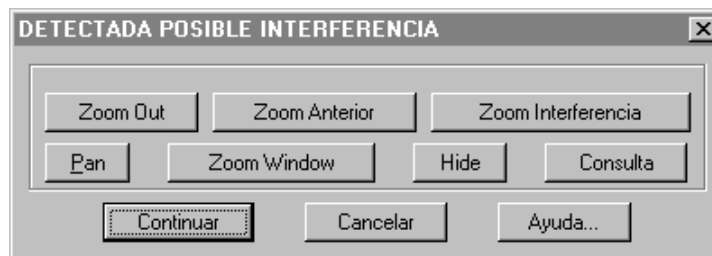 DETECTADA POSIBLE INTERFERENCIA
Zoom Out Zoom Anterior Zoom Interferencia
Pan Zoom Window Hide Consulta
Continuar Cancelar Ayuda...